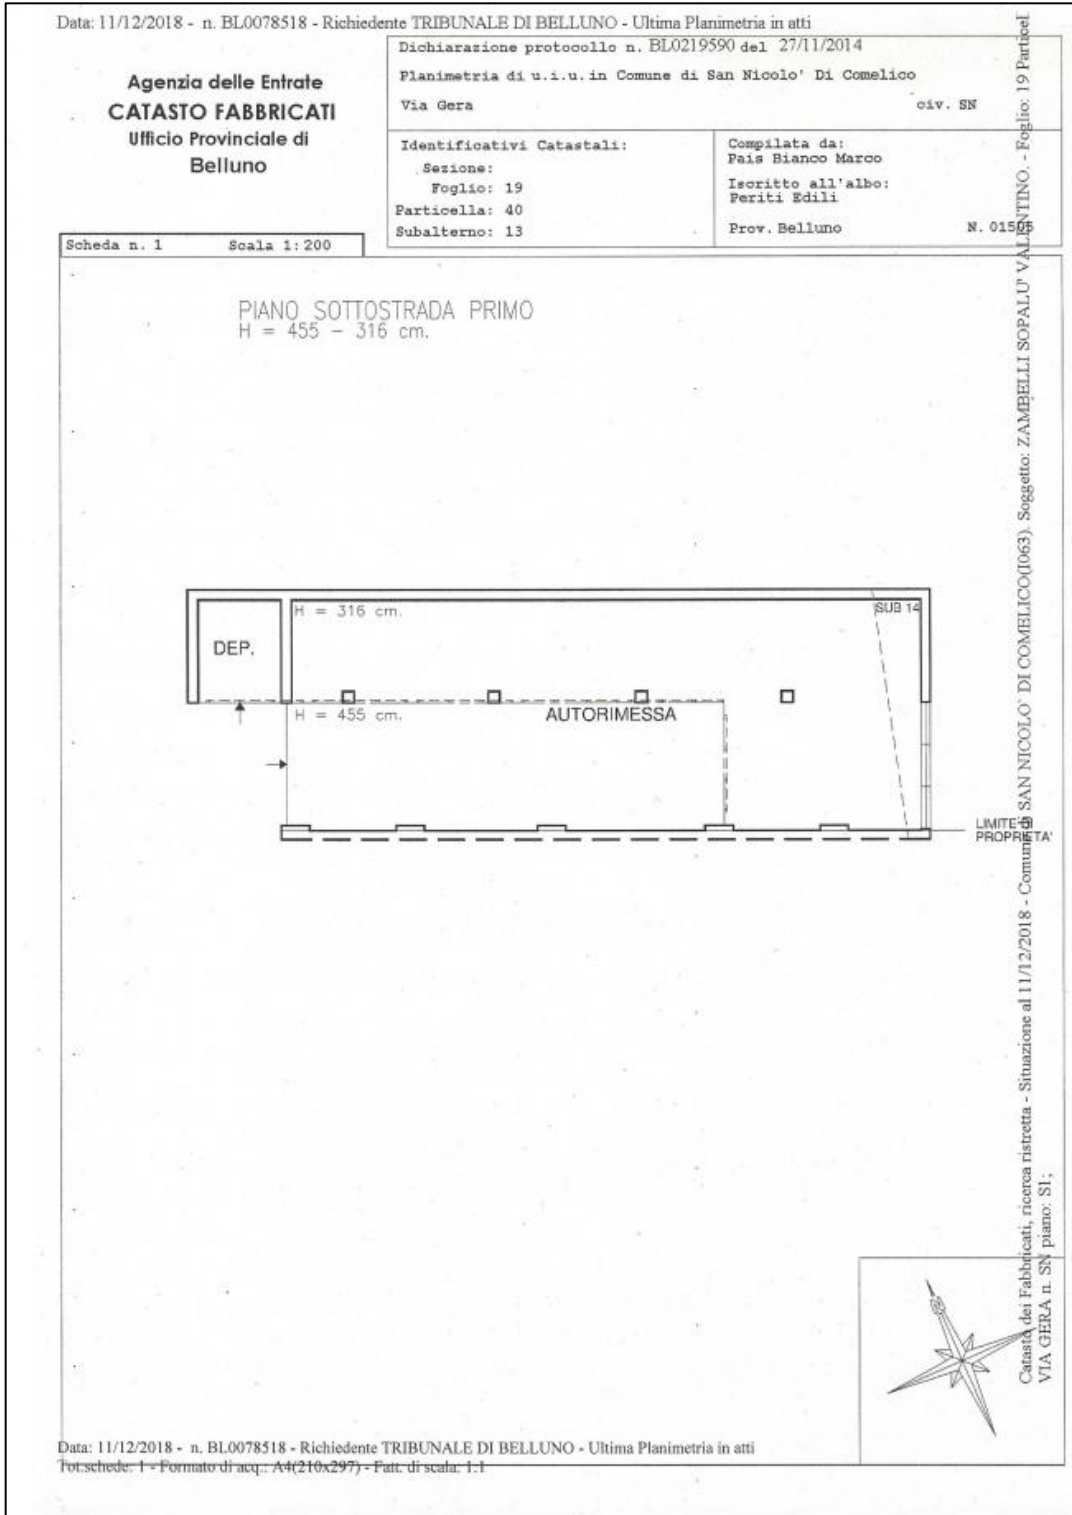 Data: 11/12/2018 - n. BL0078518 - Richiedente TRIBUNALE DI BELLUNO - Ultima Planimetria in atti
Agenzia delle Entrate
CATASTO FABBRICATI
Ufficio Provinciale di
Belluno
Dichiarazione protocollo n. BL0219590 del 27/11/2014
Planimetria di u.i.u. in Comune di San Nicolo' Di Comelico
Via Gera civ. SN
Identificativi Catastali:
Sezione:
Foglio: 19
Particella: 40
Subalterno: 13
Compilata da:
Pais Bianco Marco
Iscritto all'albo:
Periti Edili
Prov. Belluno N. 01505
Scheda n. 1 Scala 1:200
PIANO SOTTOSTRADA PRIMO
H = 455 - 316 cm.
H = 316 cm.
SUB 14
DEP.
H = 455 cm.
AUTORIMESSA
LIMITE DI
PROPRIETA'
Catasto dei Fabbricati, ricerca ristretta - Situazione al 11/12/2018 - Comune di SAN NICOLO` DI COMELICO(I063). Soggetto: ZAMBELLI SOPALU' VALENTINO. - Foglio: 19 Particel
VIA GERA n. SN piano: S1;
Data: 11/12/2018 - n. BL0078518 - Richiedente TRIBUNALE DI BELLUNO - Ultima Planimetria in atti
Tot.schede: 1 - Formato di acq.: A4(210x297) - Fatt. di scala: 1:1